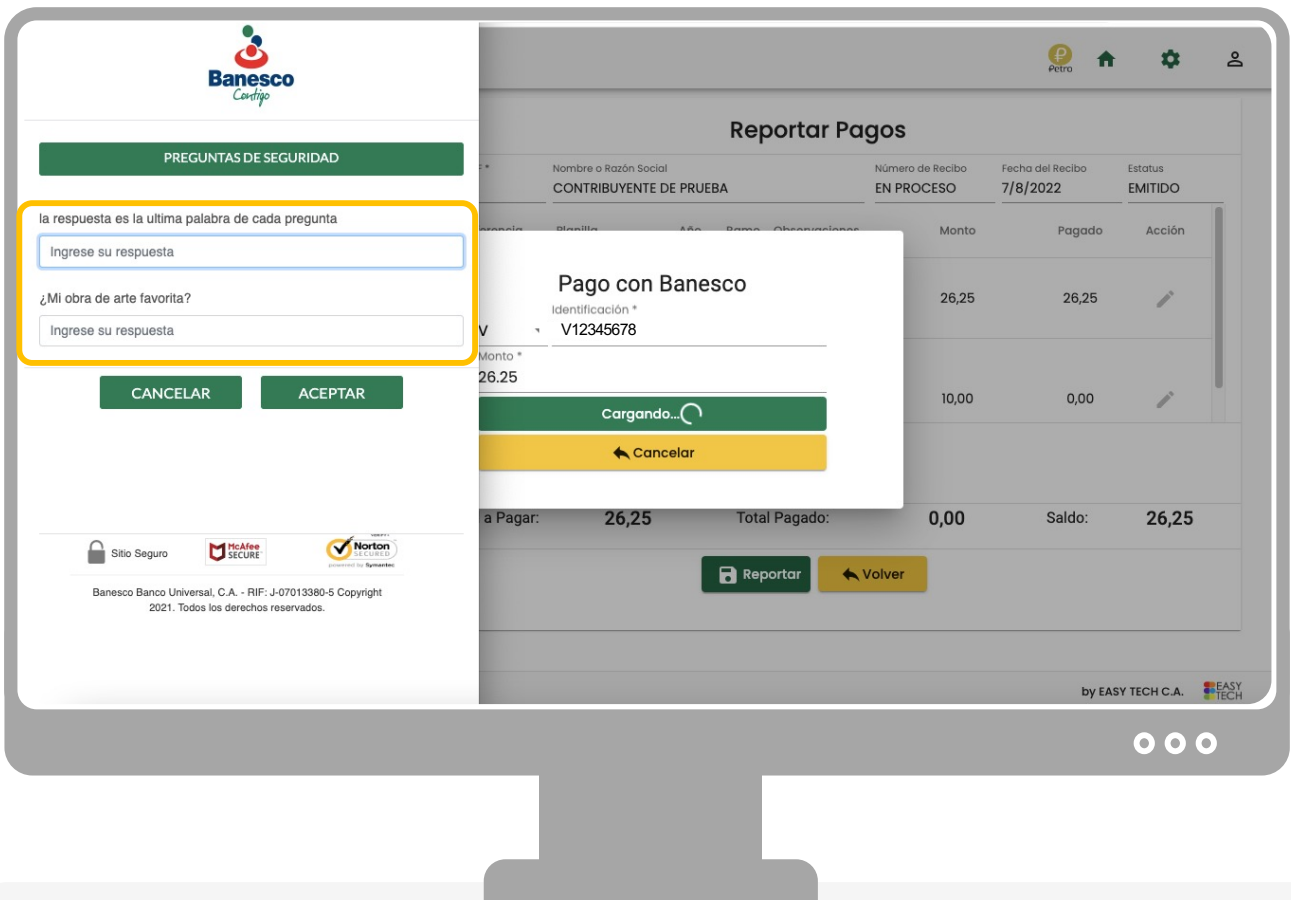 Banesco
Contigo
PREGUNTAS DE SEGURIDAD
la respuesta es la ultima palabra de cada pregunta
Ingrese su respuesta
¿Mi obra de arte favorita?
Ingrese su respuesta
CANCELAR ACEPTAR
Sitio Seguro
McAfee
SECURE
Norton
SECURED
powered by Symantec
Banesco Banco Universal, C.A. - RIF: J-07013380-5 Copyright
2021. Todos los derechos reservados.
Petro
Reportar Pagos
Nombre o Razón Social Número de Recibo Fecha del Recibo Estatus
CONTRIBUYENTE DE PRUEBA EN PROCESO 7/8/2022 EMITIDO
Planilla Año Ramo Observaciones Monto Pagado Acción
26,25 26,25
10,00 0,00
Pago con Banesco
Identificación *
V V12345678
Monto *
26.25
Cargando...
Cancelar
a Pagar: 26,25 Total Pagado: 0,00 Saldo: 26,25
Reportar Volver
by EASY TECH C.A.
EASY
TECH